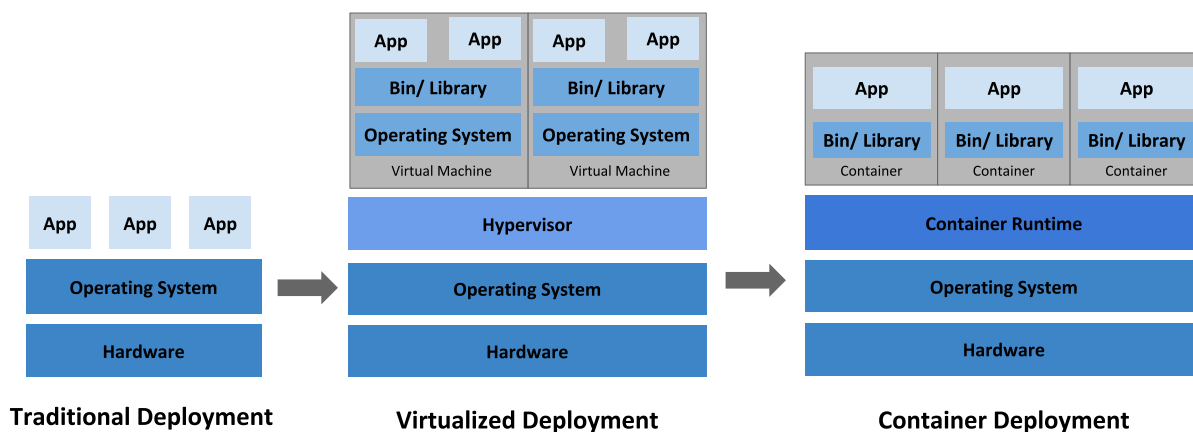 App
App
App
Operating System
Hardware
Traditional Deployment
App
App
Bin/ Library
Operating System
Virtual Machine
App
App
Bin/ Library
Operating System
Virtual Machine
Hypervisor
Operating System
Hardware
Virtualized Deployment
App
Bin/ Library
Container
App
Bin/ Library
Container
App
Bin/ Library
Container
Container Runtime
Operating System
Hardware
Container Deployment